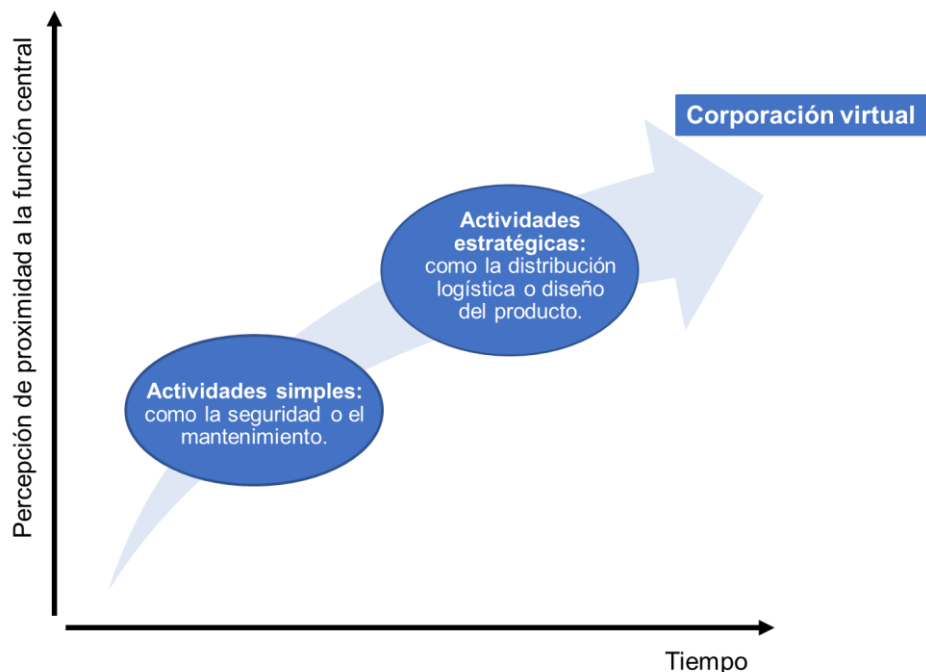 Percepción de proximidad a la función central
Corporación virtual
Actividades
estratégicas:
como la distribución
logística o diseño
del producto.
Actividades simples:
como la seguridad o el
mantenimiento.
Tiempo